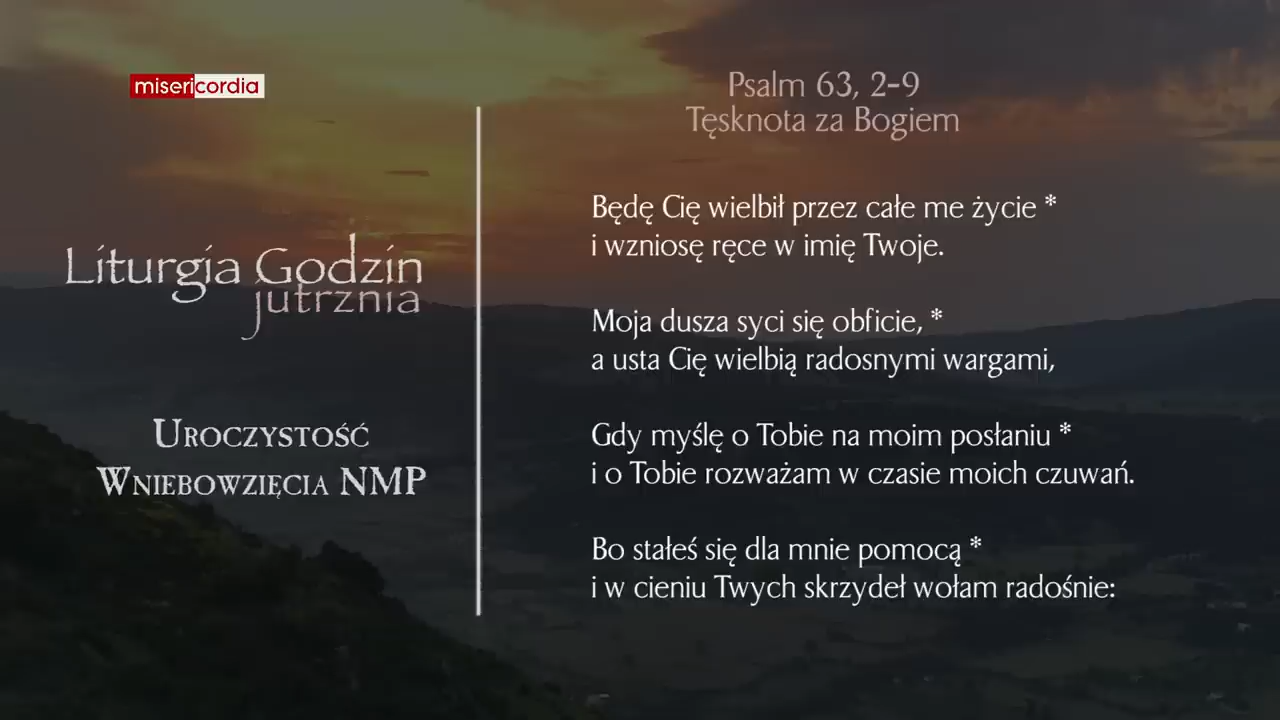 misericordia
Liturgia Godzin
jutrznia
Uroczystość
Wniebowzięcia NMP
Psalm 63, 2-9
Tęsknota za Bogiem
Będę Cię wielbił przez całe me życie *
i wzniosę ręce w imię Twoje.
Moja dusza syci się obficie, *
a usta Cię wielbią radosnymi wargami,
Gdy myślę o Tobie na moim posłaniu *
i o Tobie rozważam w czasie moich czuwań.
Bo stałeś się dla mnie pomocą *
i w cieniu Twych skrzydeł wołam radośnie: